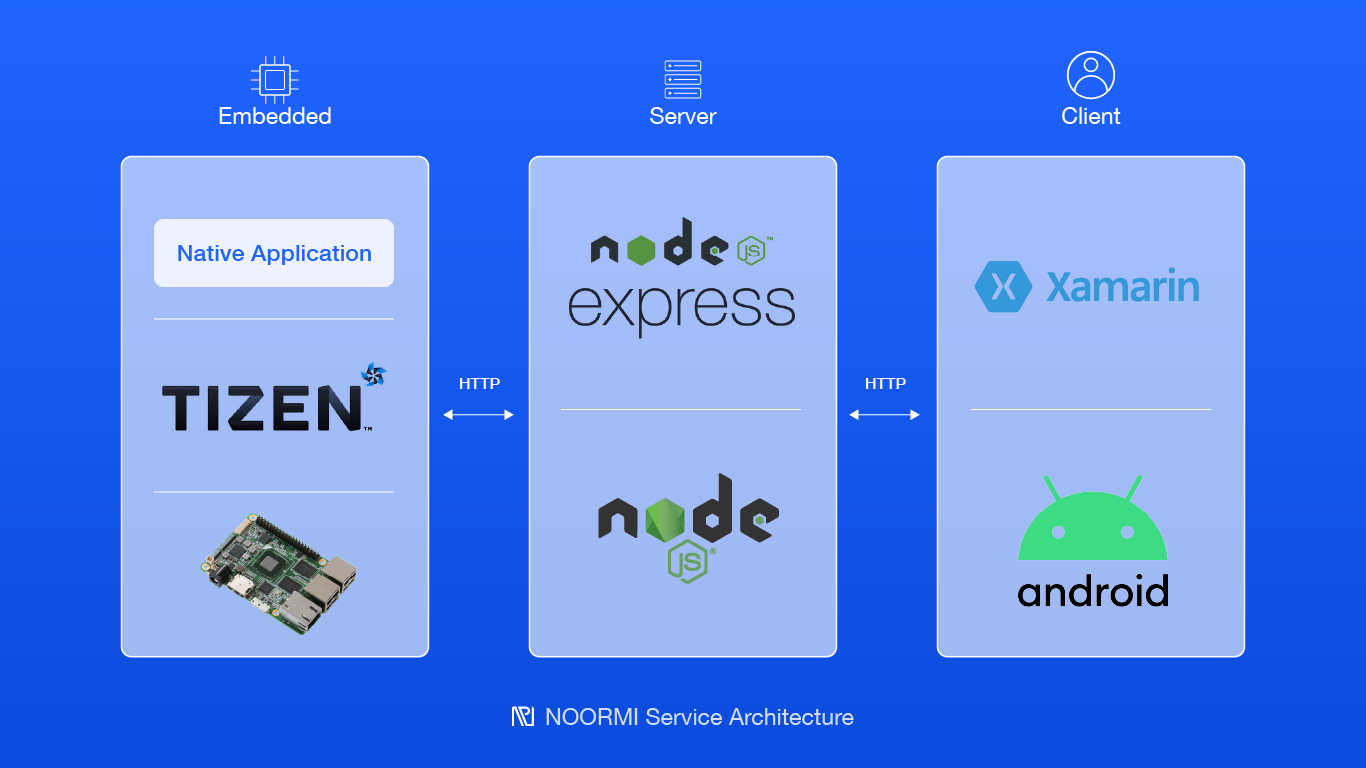 Embedded
Server
Client
Native Application
TIZEN™
HTTP
node JS™
express
node
JS®
HTTP
Xamarin
android
NOORMI Service Architecture